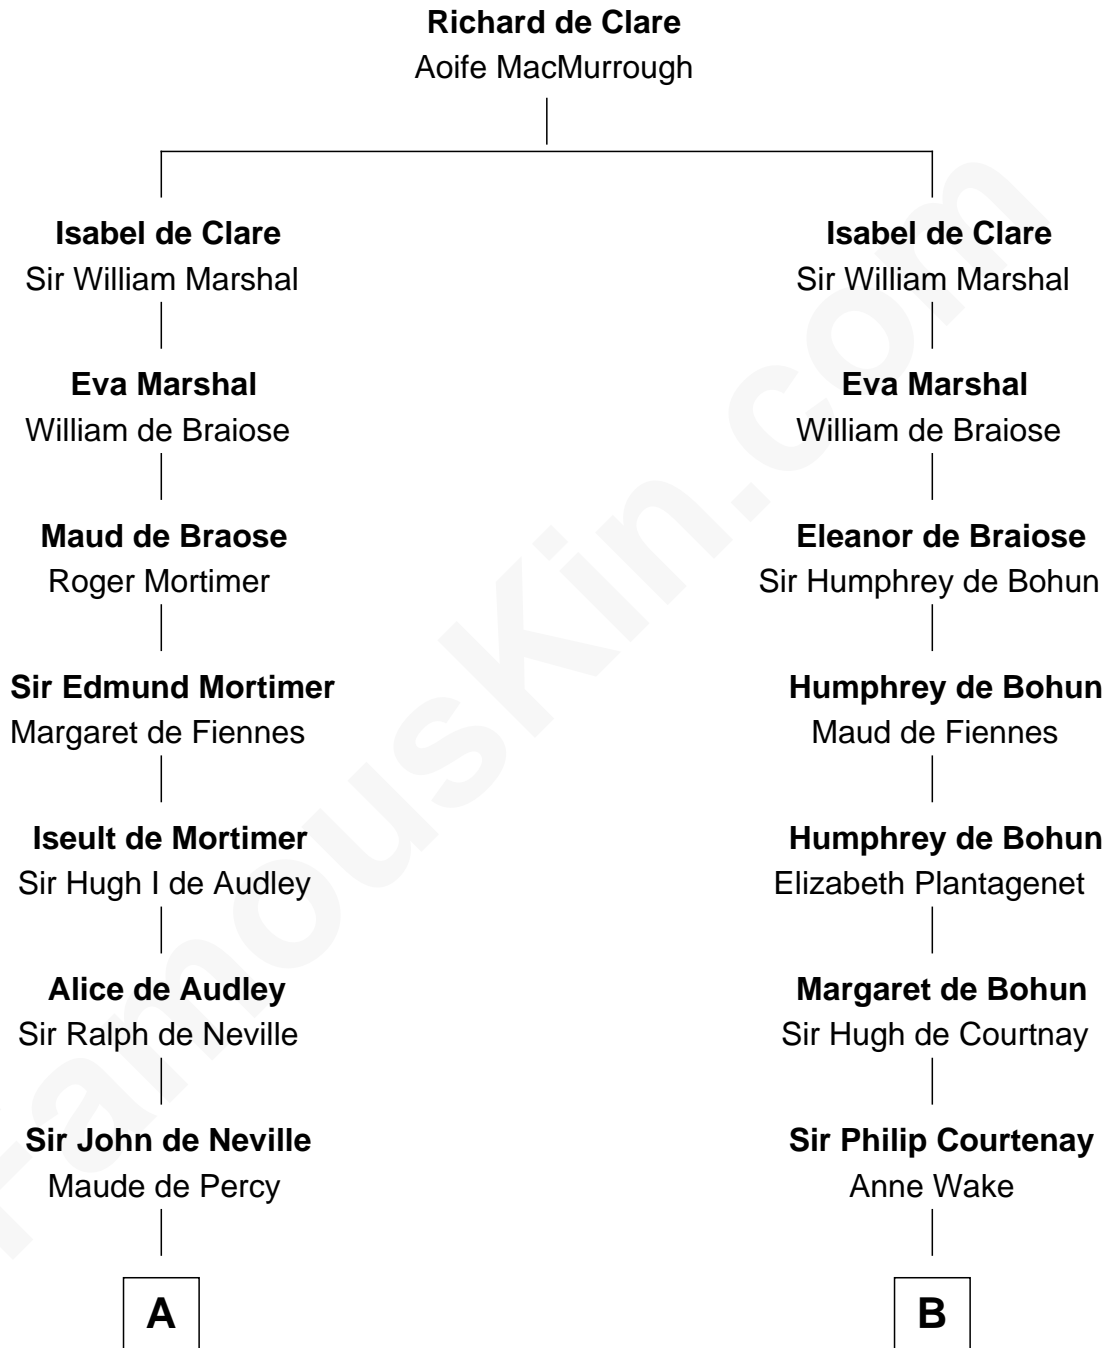 Richard de Clare
Aoife MacMurrough
Isabel de Clare
Sir William Marshal
Isabel de Clare
Sir William Marshal
Eva Marshal
William de Braiose
Eva Marshal
William de Braiose
Maud de Braose
Roger Mortimer
Eleanor de Braiose
Sir Humphrey de Bohun
Sir Edmund Mortimer
Margaret de Fiennes
Humphrey de Bohun
Maud de Fiennes
Iseult de Mortimer
Sir Hugh I de Audley
Humphrey de Bohun
Elizabeth Plantagenet
Alice de Audley
Sir Ralph de Neville
Margaret de Bohun
Sir Hugh de Courtnay
Sir John de Neville
Maude de Percy
Sir Philip Courtenay
Anne Wake
A
B
FamousKin.com